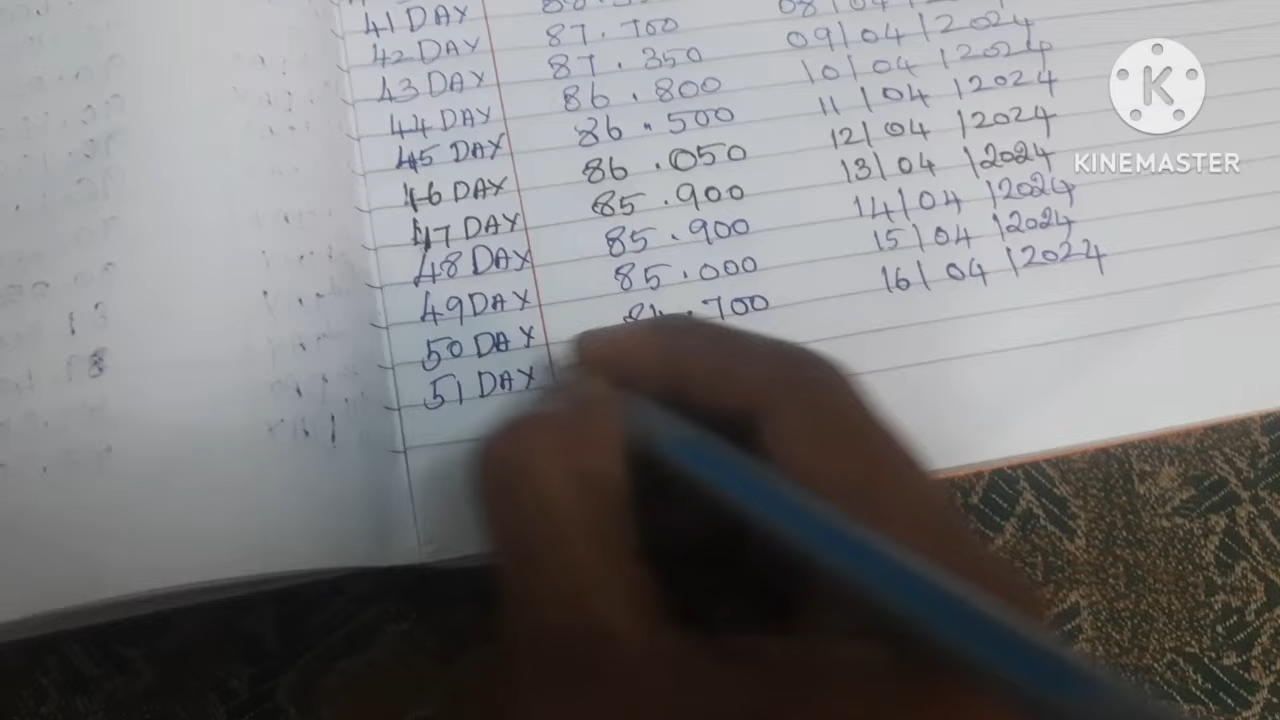 41 DAY
42 DAY 87.700 08/04/
43 DAY 87.350 09/04/2024
44 DAY 86.800 10/04/2024
45 DAY 86.500 11/04/2024
46 DAY 86.050 12/04/2024
47 DAY 85.900 13/04/2024
48 DAY 85.900 14/04/2024
49 DAY 85.000 15/04/2024
50 DAY 84.700 16/04/2024
51 DAY
K
KINEMASTER